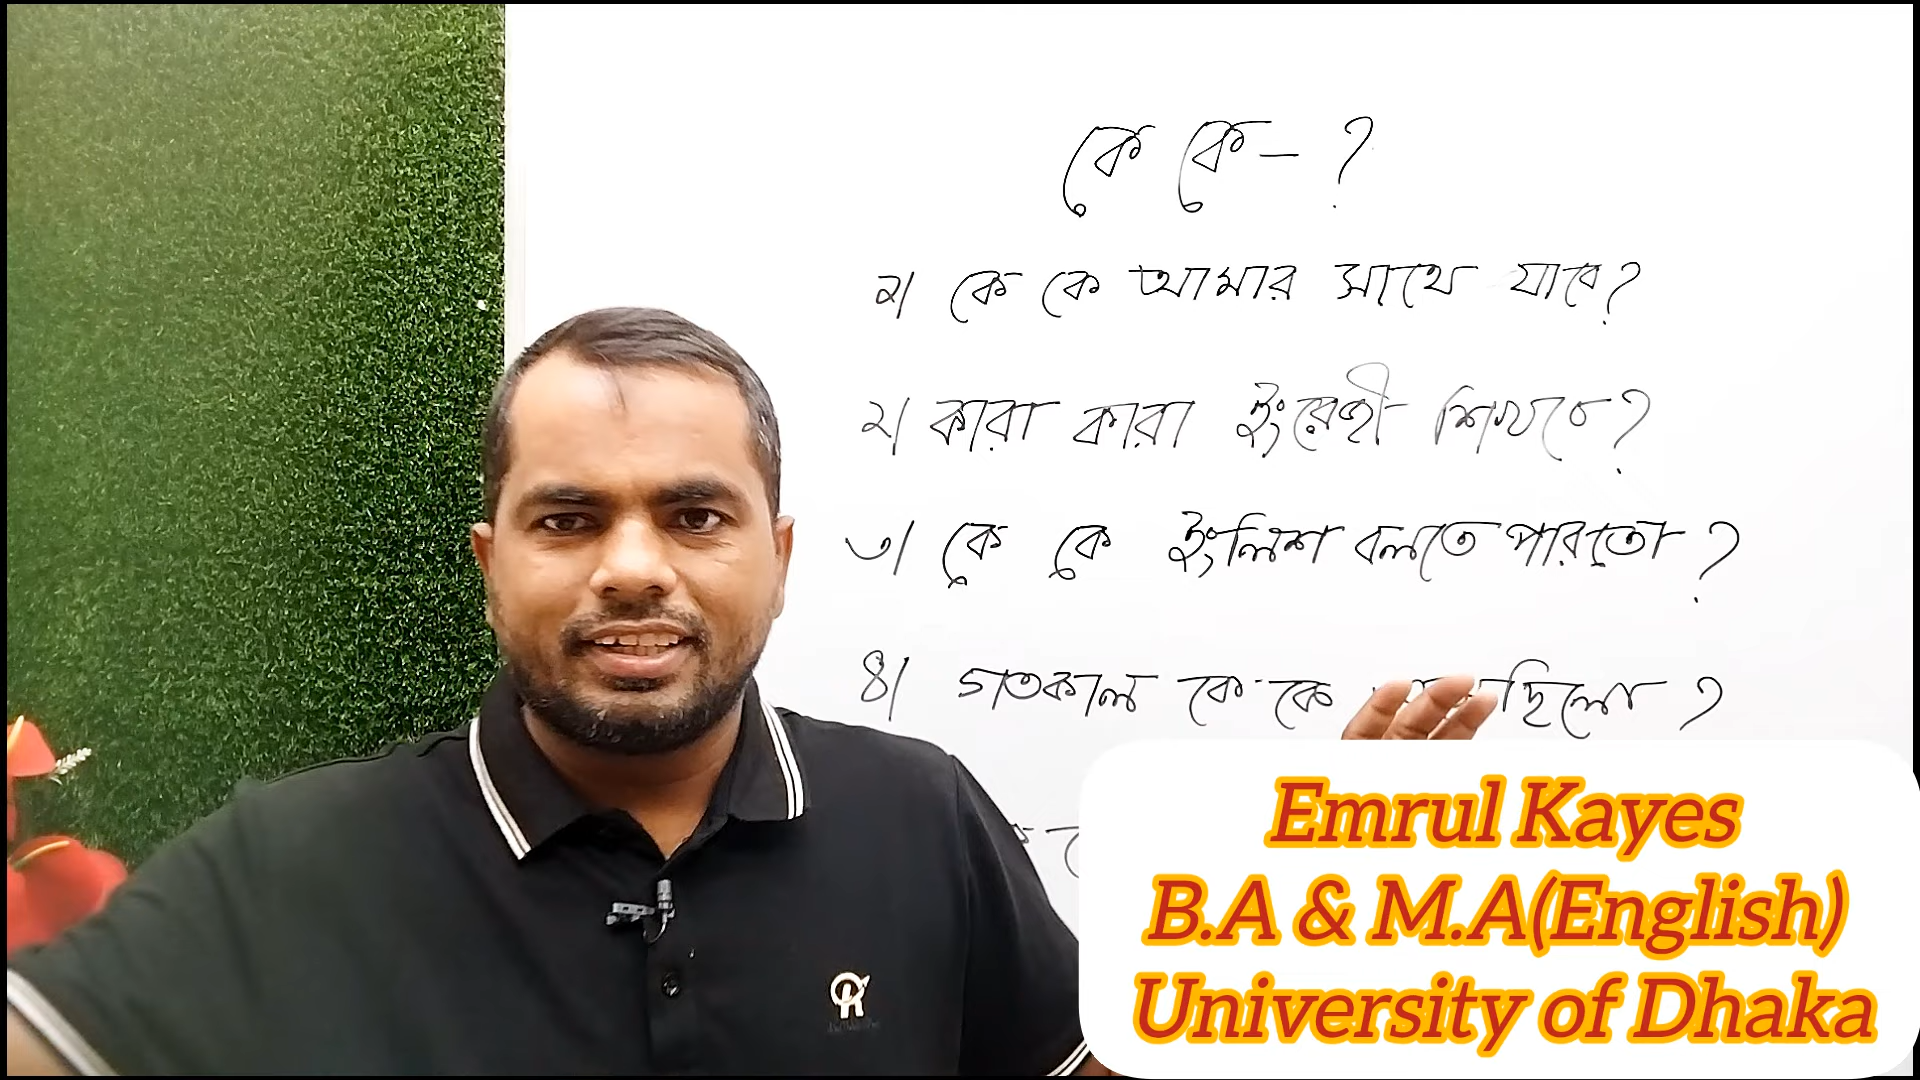 কে কে - ?
১। কে কে আমার সাথে যাবে?
২। কারা কারা ইংরেজী শিখবে?
৩। কে কে ইংলিশ বলতে পারতো?
৪। গতকাল কে কে ?
Emrul Kayes
B.A & M.A(English)
University of Dhaka